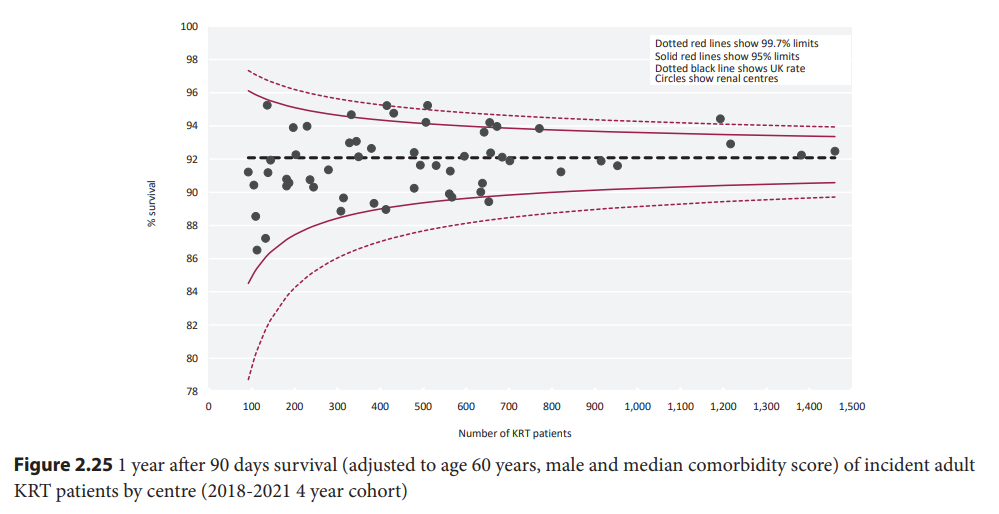 100
98
96
94
92
90
88
86
84
82
80
78
% survival
Dotted red lines show 99.7% limits
Solid red lines show 95% limits
Dotted black line shows UK rate
Circles show renal centres
0 100 200 300 400 500 600 700 800 900 1,000 1,100 1,200 1,300 1,400 1,500
Number of KRT patients
Figure 2.25 1 year after 90 days survival (adjusted to age 60 years, male and median comorbidity score) of incident adult
KRT patients by centre (2018-2021 4 year cohort)